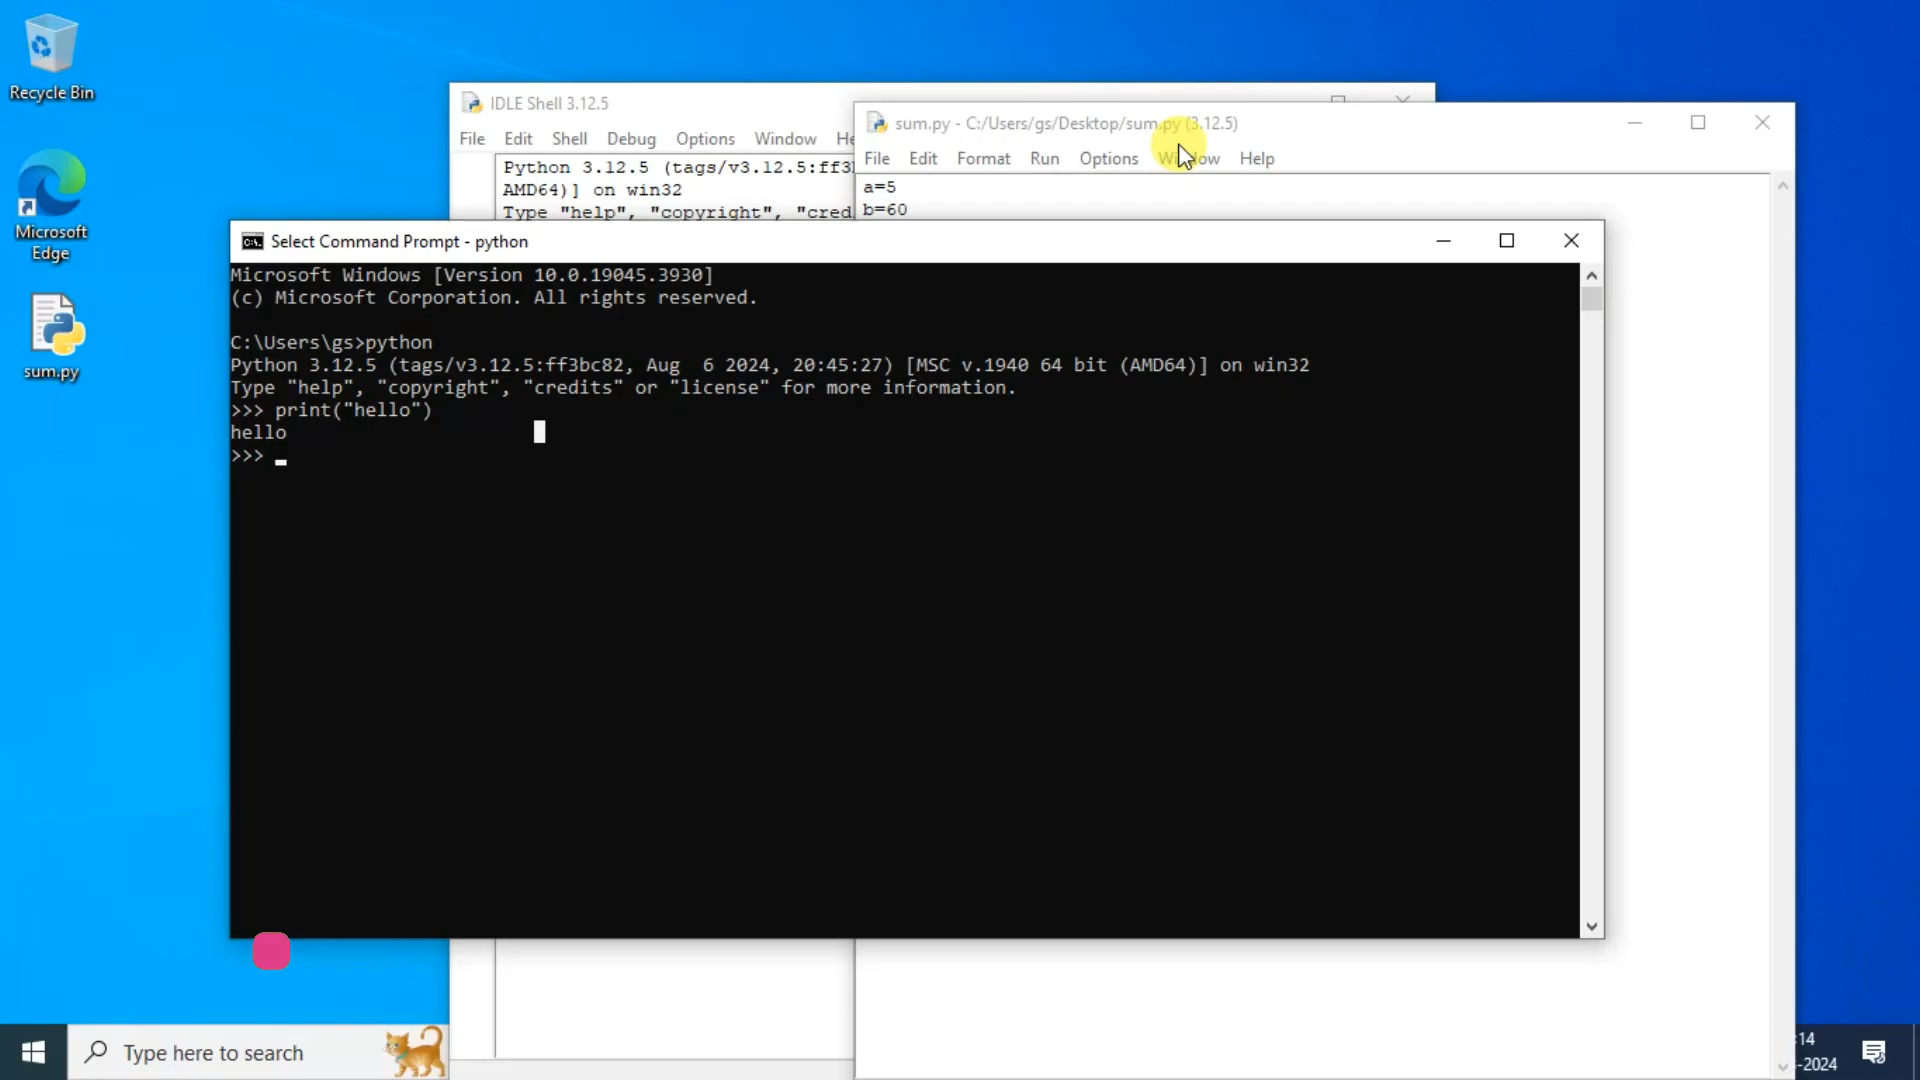 Recycle Bin
Microsoft
Edge
sum.py
IDLE Shell 3.12.5
File Edit Shell Debug Options Window He
Python 3.12.5 (tags/v3.12.5:ff3b
AMD64)] on win32
Type "help", "copyright", "cred
sum.py - C:/Users/gs/Desktop/sum.py (3.12.5)
File Edit Format Run Options Window Help
a=5
b=60
Select Command Prompt - python
Microsoft Windows [Version 10.0.19045.3930]
(c) Microsoft Corporation. All rights reserved.
C:\Users\gs>python
Python 3.12.5 (tags/v3.12.5:ff3bc82, Aug  6 2024, 20:45:27) [MSC v.1940 64 bit (AMD64)] on win32
Type "help", "copyright", "credits" or "license" for more information.
>>> print("hello")
hello
>>> _
Type here to search
:14
-2024